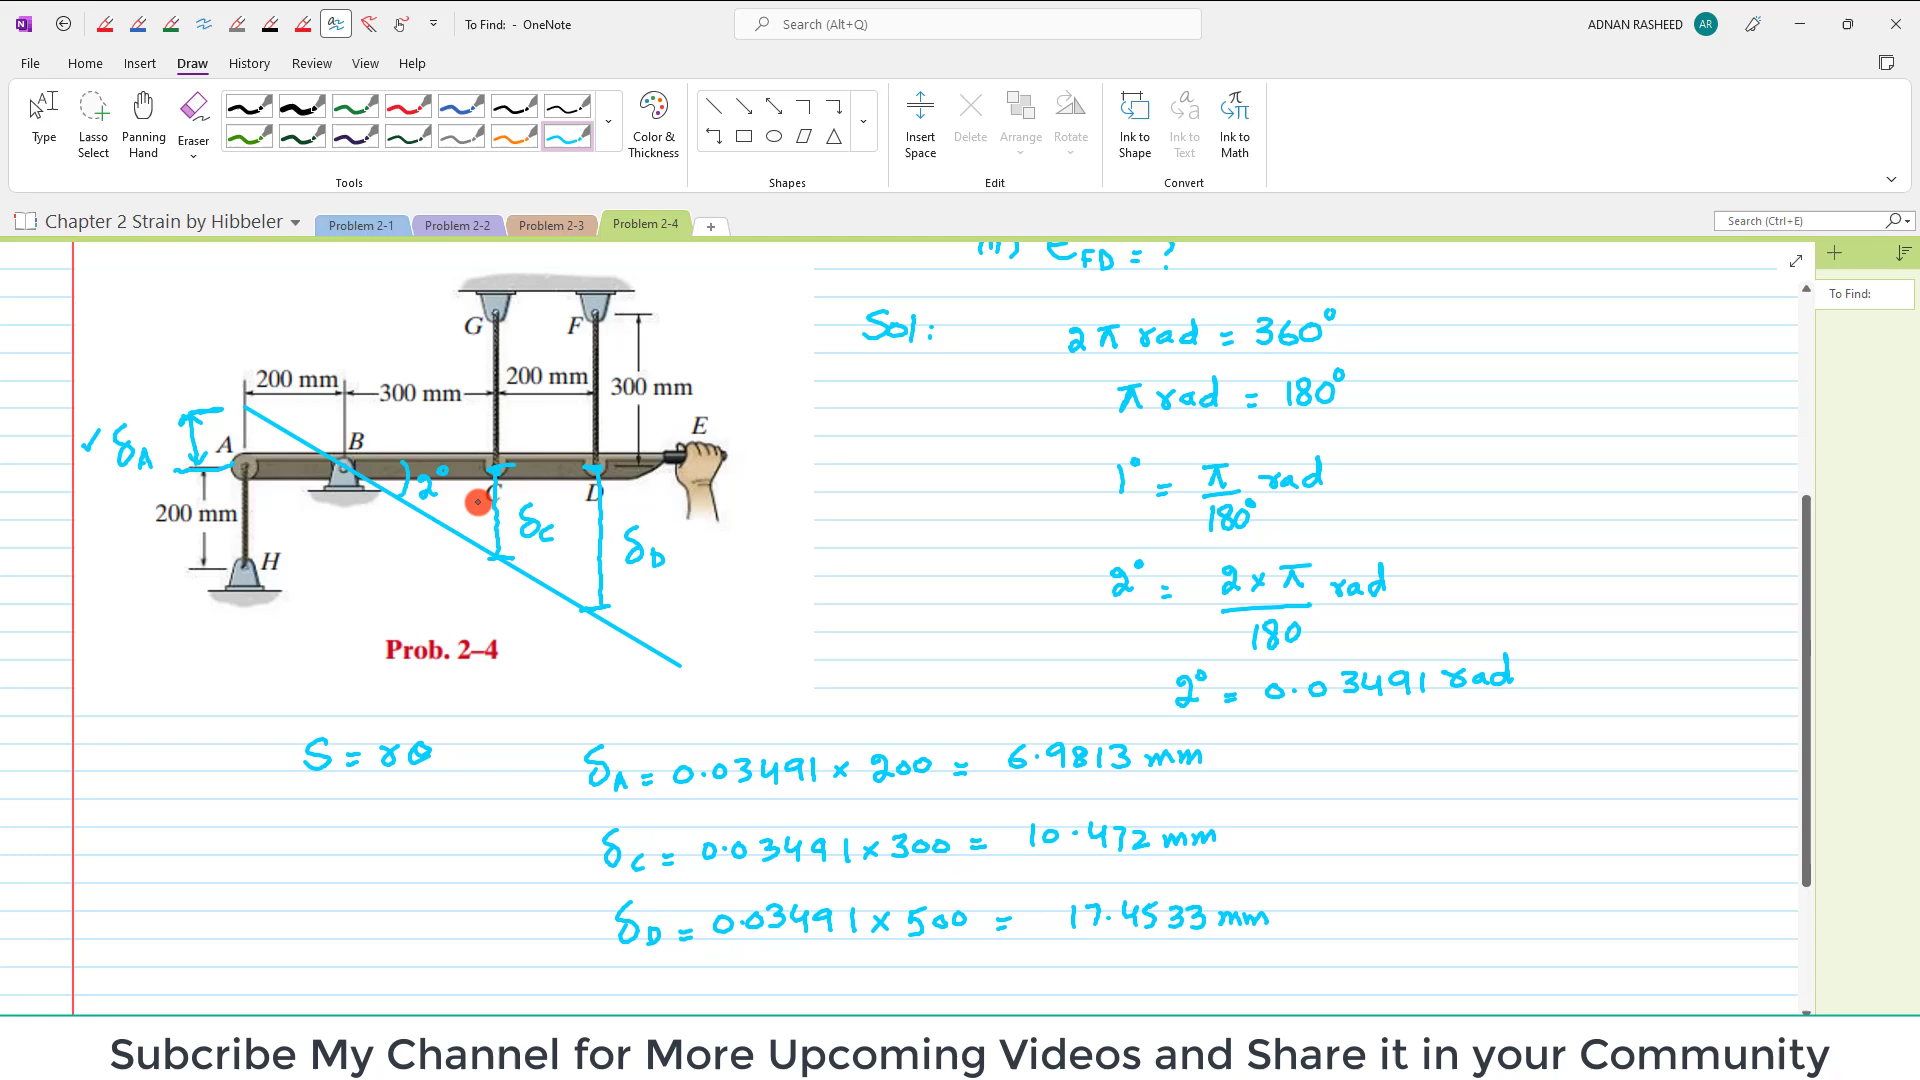 To Find: - OneNote
Search (Alt+Q)
ADNAN RASHEED
AR
File Home Insert Draw History Review View Help
Type
Lasso Select
Panning Hand
Eraser
Color & Thickness
Insert Space
Delete
Arrange
Rotate
Ink to Shape
Ink to Text
Ink to Math
Tools
Shapes
Edit
Convert
Chapter 2 Strain by Hibbeler
Problem 2-1
Problem 2-2
Problem 2-3
Problem 2-4
+
Search (Ctrl+E)
To Find:
ϵFD = ?
G
F
200 mm
300 mm
200 mm
300 mm
A
B
E
✓ δA
2°
C
D
δC
δD
200 mm
H
Prob. 2–4
Sol: 2π rad = 360°
π rad = 180°
1° = π/180° rad
2° = 2×π/180 rad
2° = 0.03491 rad
S = rθ
δA = 0.03491 × 200 = 6.9813 mm
δC = 0.03491 × 300 = 10.472 mm
δD = 0.03491 × 500 = 17.4533 mm
Subcribe My Channel for More Upcoming Videos and Share it in your Community